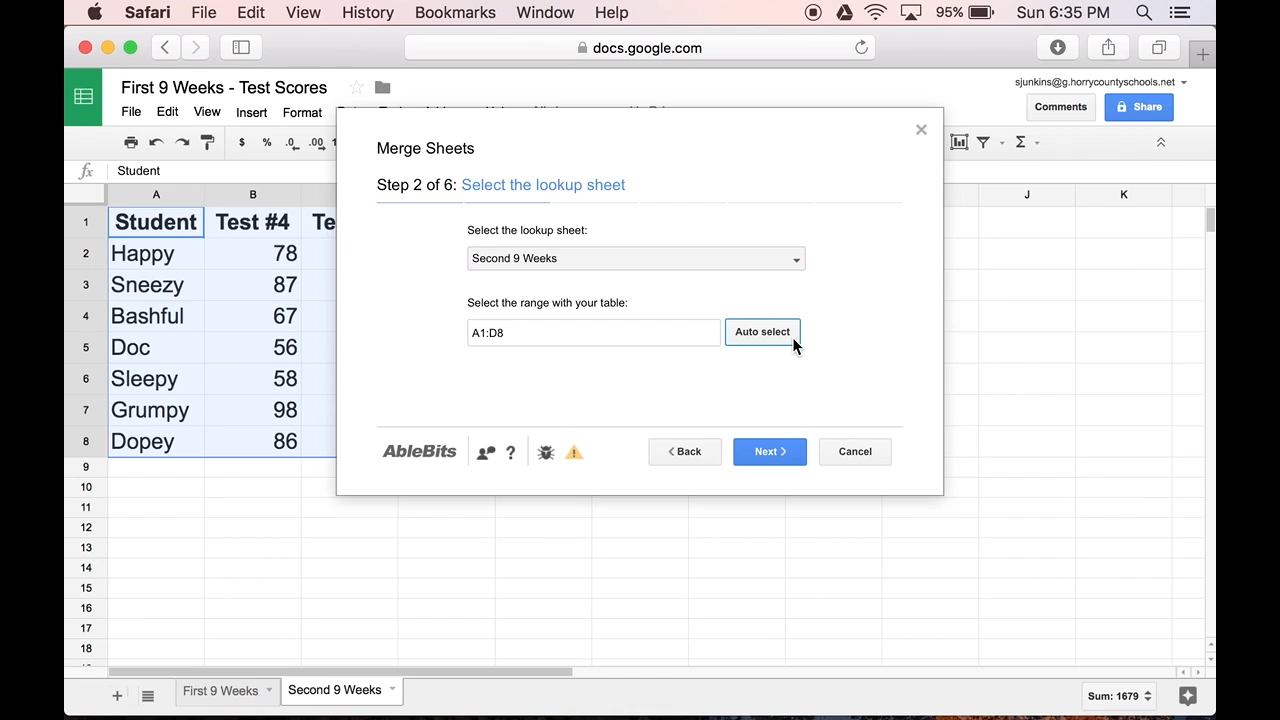 Safari File Edit View History Bookmarks Window Help 95% Sun 6:35 PM
docs.google.com
First 9 Weeks - Test Scores
sjunkins@g.horrycountyschools.net
File Edit View Insert Format
Comments Share
$ % .0 .00 1 Σ
fx Student
A B J K
1 Student Test #4 Te
2 Happy 78
3 Sneezy 87
4 Bashful 67
5 Doc 56
6 Sleepy 58
7 Grumpy 98
8 Dopey 86
9
10
11
12
13
14
15
16
17
18
Merge Sheets
Step 2 of 6: Select the lookup sheet
Select the lookup sheet:
Second 9 Weeks
Select the range with your table:
A1:D8 Auto select
AbleBits ? Back Next Cancel
+ First 9 Weeks Second 9 Weeks Sum: 1679